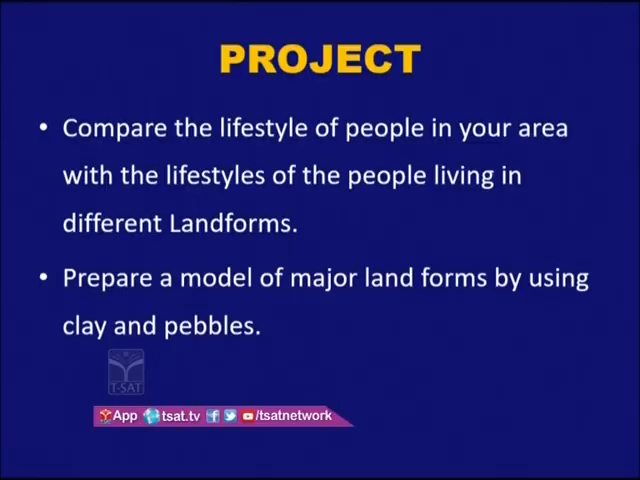 PROJECT
• Compare the lifestyle of people in your area
with the lifestyles of the people living in
different Landforms.
• Prepare a model of major land forms by using
clay and pebbles.
T-SAT
App tsat.tv /tsatnetwork